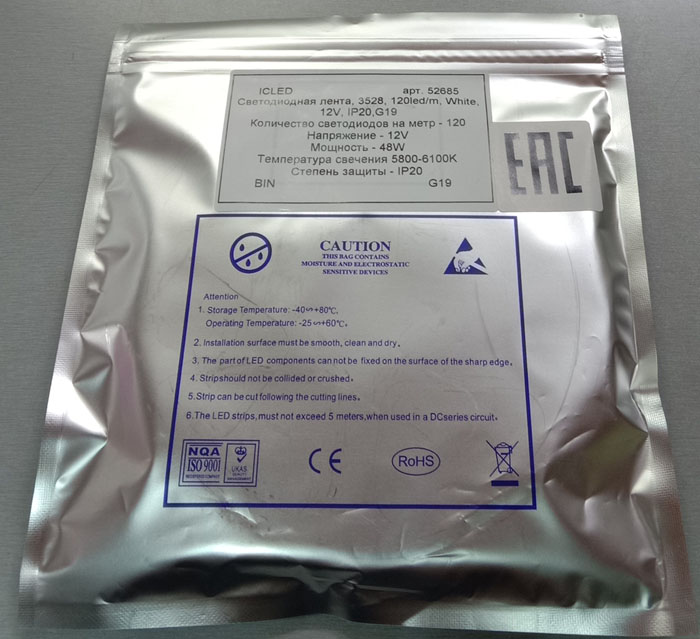 ICLED арт. 52685
Светодиодная лента, 3528, 120led/m, White,
12V, IP20,G19
Количество светодиодов на метр - 120
Напряжение - 12V
Мощность - 48W
Температура свечения 5800-6100K
Степень защиты - IP20
BIN G19
EAC
CAUTION
THIS BAG CONTAINS
MOISTURE AND ELECTROSTATIC
SENSITIVE DEVICES
Attention
1. Storage Temperature: -40∽+80℃,
Operating Temperature: -25∽+60℃。
2. Installation surface must be smooth, clean and dry。
3. The part of LED components can not be fixed on the surface of the sharp edge。
4. Strip should not be collided or crushed。
5. Strip can be cut following the cutting lines。
6.The LED strips,must not exceed 5 meters,when used in a DCseries circuit。
NQA
ISO 9001
REGISTERED COMPANY
UKAS
QUALITY
MANAGEMENT
CE
RoHS